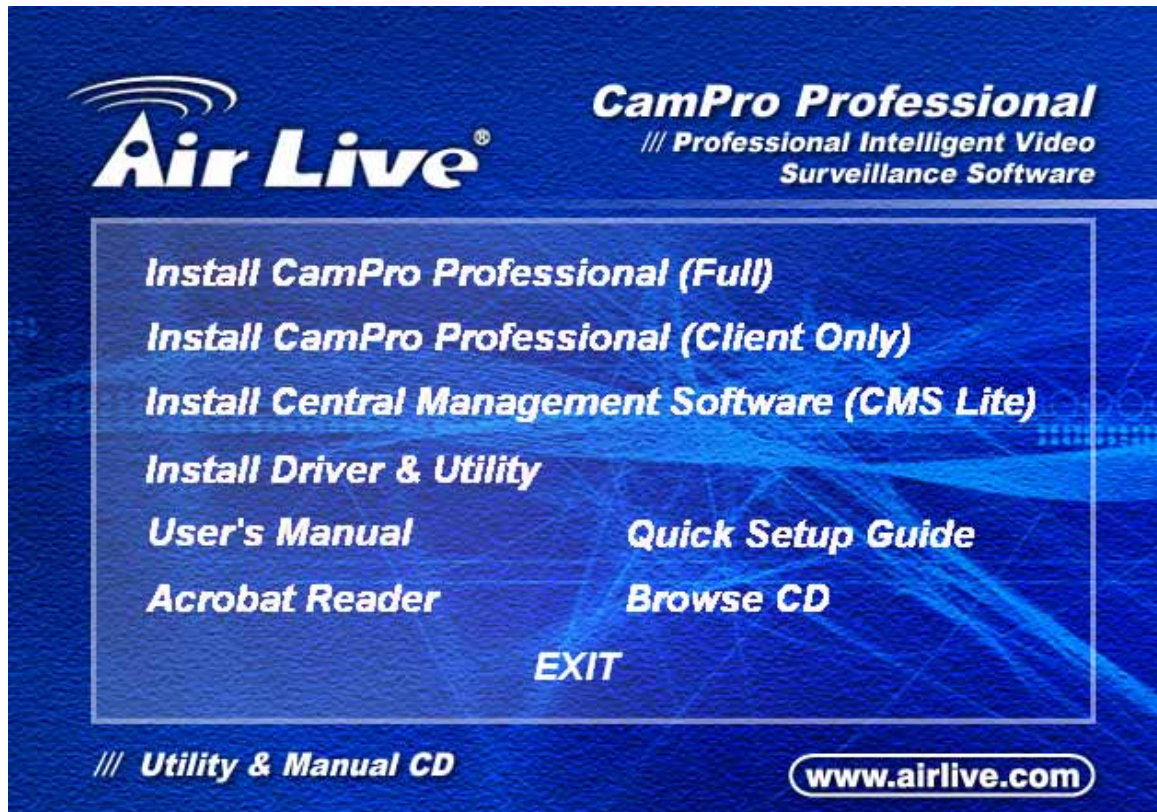 Air Live®
CamPro Professional
/// Professional Intelligent Video
Surveillance Software
Install CamPro Professional (Full)
Install CamPro Professional (Client Only)
Install Central Management Software (CMS Lite)
Install Driver & Utility
User's Manual
Quick Setup Guide
Acrobat Reader
Browse CD
EXIT
/// Utility & Manual CD
www.airlive.com